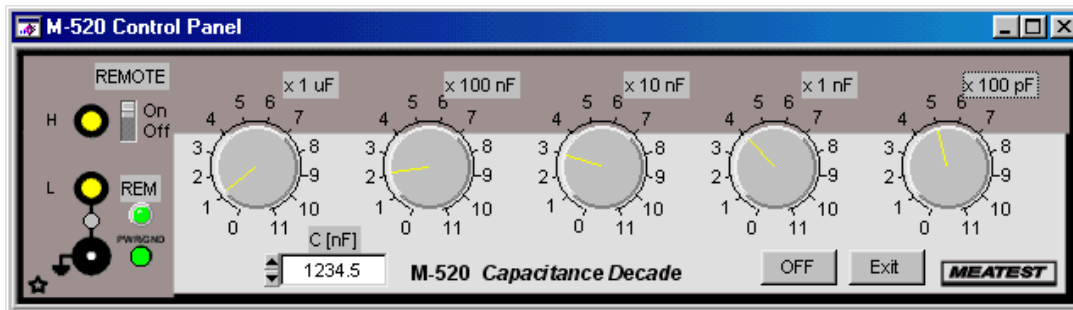 M-520 Control Panel
REMOTE
On
Off
H
L
REM
PWR/GND
x 1 uF
0 1 2 3 4 5 6 7 8 9 10 11
x 100 nF
0 1 2 3 4 5 6 7 8 9 10 11
x 10 nF
0 1 2 3 4 5 6 7 8 9 10 11
x 1 nF
0 1 2 3 4 5 6 7 8 9 10 11
x 100 pF
0 1 2 3 4 5 6 7 8 9 10 11
C [nF]
1234.5
M-520 Capacitance Decade
OFF
Exit
MEATEST